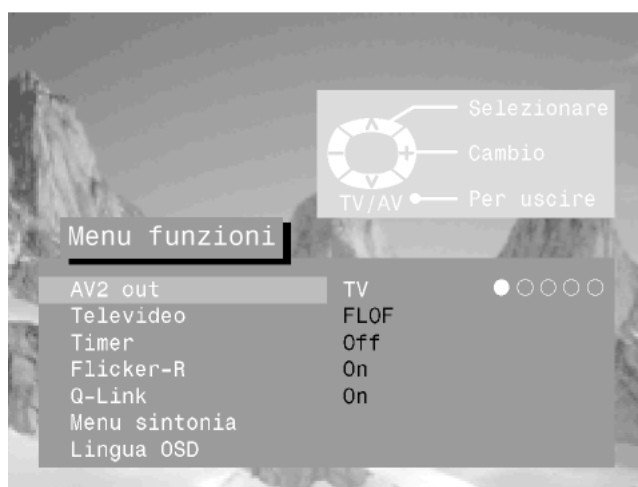 Selezionare
Cambio
TV/AV Per uscire
Menu funzioni
AV2 out TV
Televideo FLOF
Timer Off
Flicker-R On
Q-Link On
Menu sintonia
Lingua OSD